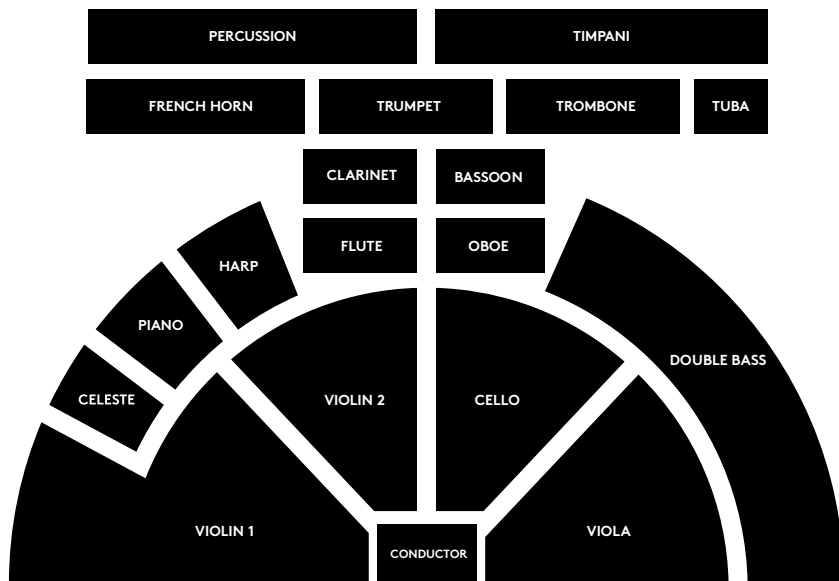 PERCUSSION
TIMPANI
FRENCH HORN
TRUMPET
TROMBONE
TUBA
CLARINET
BASSOON
FLUTE
OBOE
HARP
PIANO
DOUBLE BASS
CELESTE
VIOLIN 2
CELLO
VIOLIN 1
VIOLA
CONDUCTOR